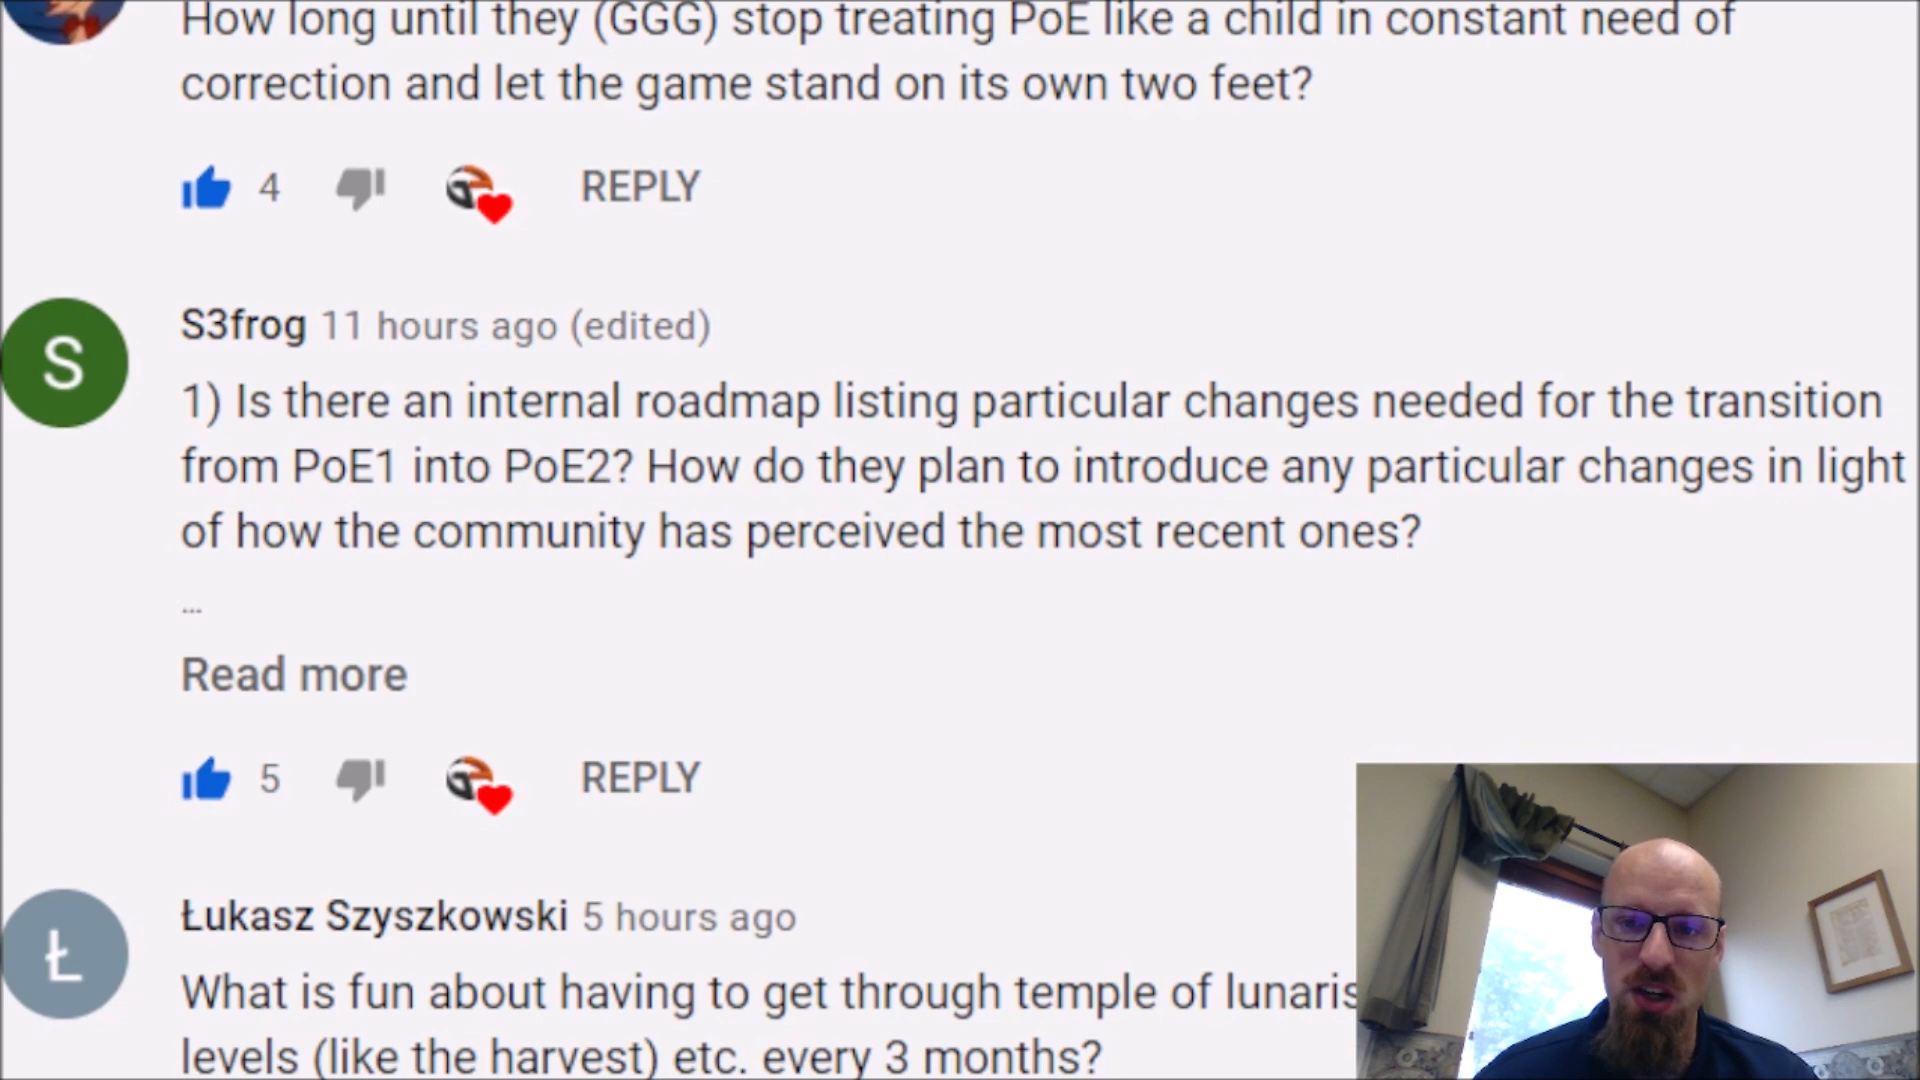 How long until they (GGG) stop treating PoE like a child in constant need of
correction and let the game stand on its own two feet?
4
REPLY
S
S3frog 11 hours ago (edited)
1) Is there an internal roadmap listing particular changes needed for the transition
from PoE1 into PoE2? How do they plan to introduce any particular changes in light
of how the community has perceived the most recent ones?
...
Read more
5
REPLY
Ł
Łukasz Szyszkowski 5 hours ago
What is fun about having to get through temple of lunaris
levels (like the harvest) etc. every 3 months?